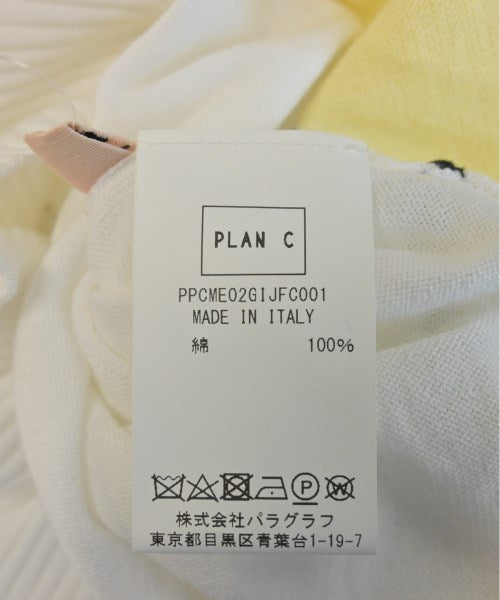 PLAN C
PPCME02GIJFC001
MADE IN ITALY
綿 100%
P W
株式会社パラグラフ
東京都目黒区青葉台1-19-7